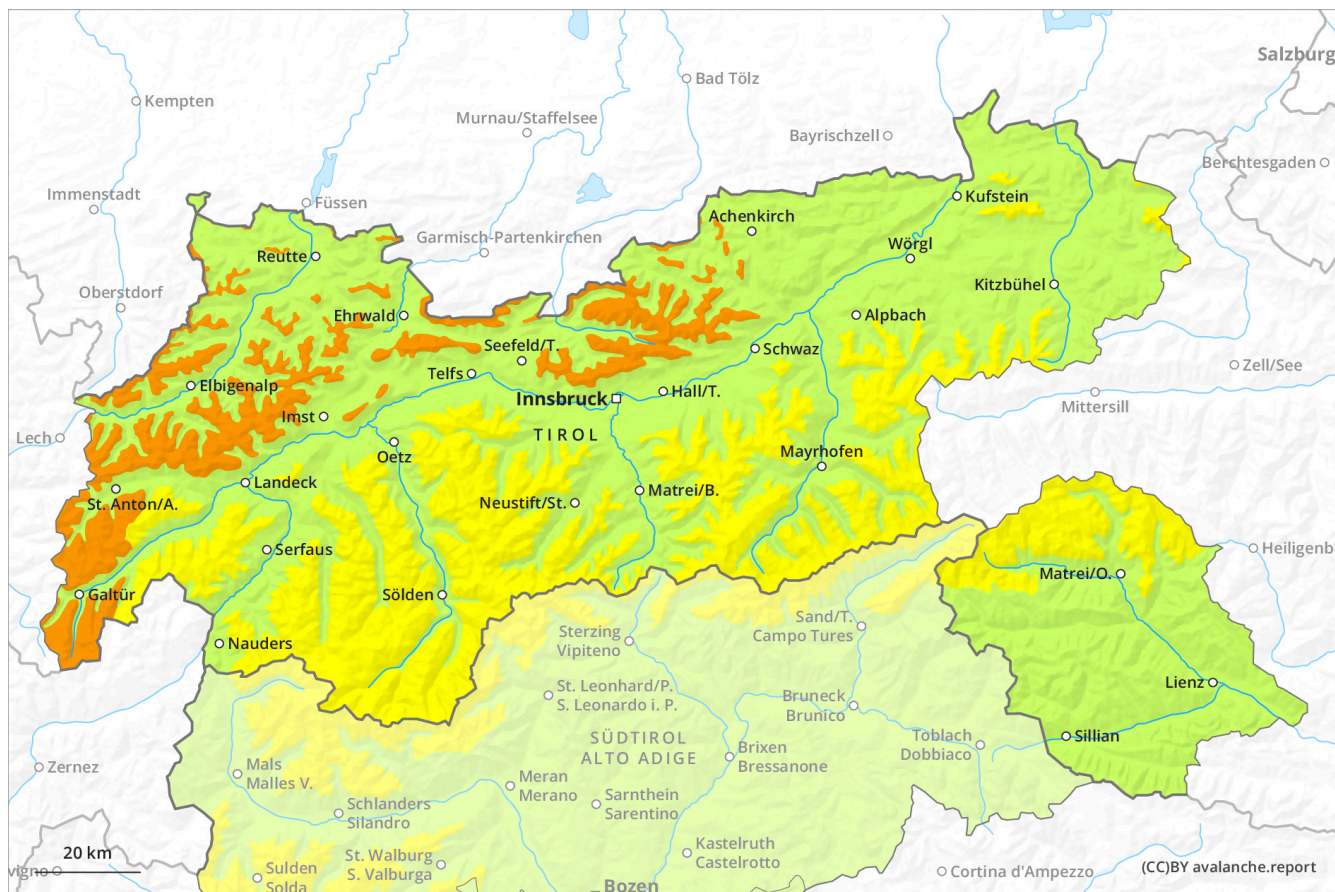 Salzburg
Bad Tölz
Kempten
Murnau/Staffelsee
Bayrischzell
Berchtesgaden
Immenstadt
Füssen
Kufstein
Achenkirch
Garmisch-Partenkirchen
Wörgl
Reutte
Kitzbühel
Oberstdorf
Ehrwald
Alpbach
Seefeld/T.
Schwaz
Zell/See
Telfs
Elbigenalp
Innsbruck
Hall/T.
Mittersill
Imst
TIROL
Lech
Oetz
Mayrhofen
Landeck
Matrei/B.
St. Anton/A.
Neustift/St.
Serfaus
Heiligenb
Matrei/O.
Galtür
Sölden
Sand/T.
Campo Tures
Sterzing
Vipiteno
Nauders
Lienz
St. Leonhard/P.
S. Leonardo i. P.
Bruneck
Brunico
Sillian
SÜDTIROL
ALTO ADIGE
Toblach
Dobbiaco
Brixen
Bressanone
Zernez
Mals
Malles V.
Meran
Merano
Sarnthein
Sarentino
Schlanders
Silandro
Kastelruth
Castelrotto
20 km
St. Walburg
S. Valburga
vigno
Sulden
Solda
Cortina d'Ampezzo
(CC)BY avalanche.report
Bozen